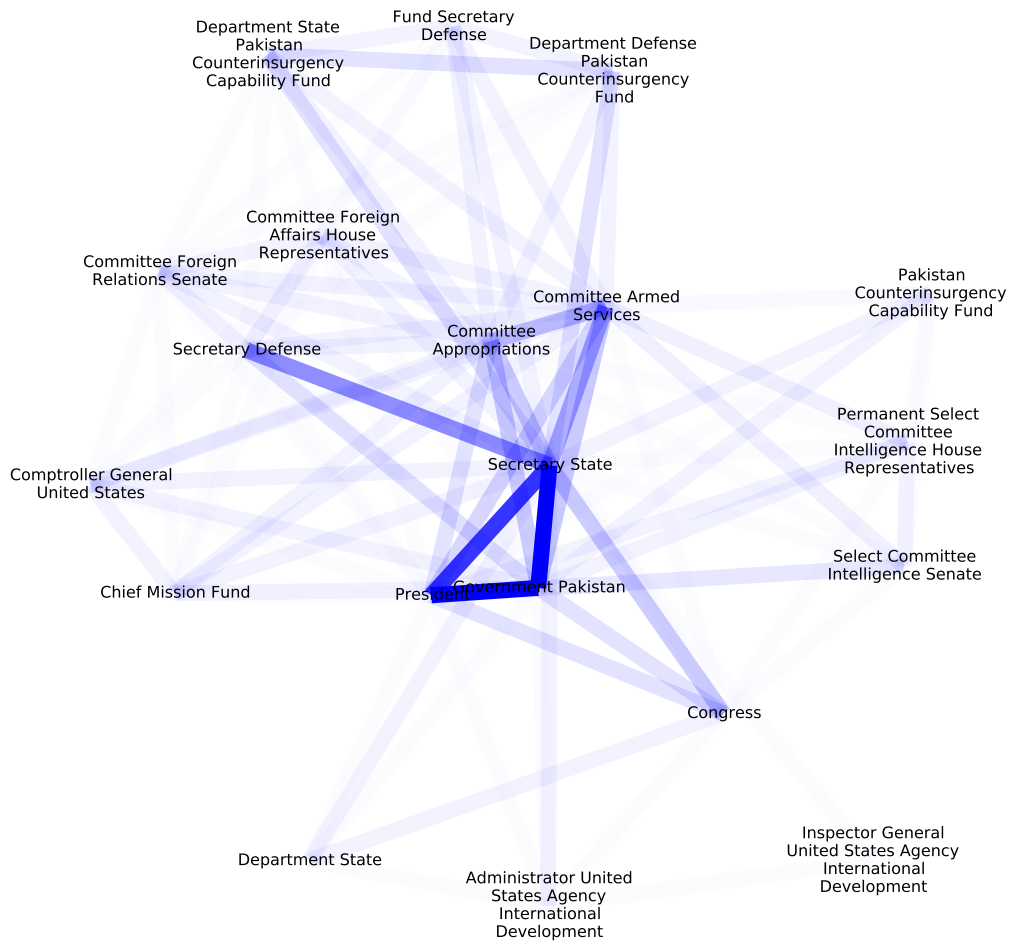 Department State
Pakistan
Counterinsurgency
Capability Fund
Fund Secretary
Defense
Department Defense
Pakistan
Counterinsurgency
Fund
Committee Foreign
Affairs House
Representatives
Committee Foreign
Relations Senate
Pakistan
Counterinsurgency
Capability Fund
Committee Armed
Services
Committee
Appropriations
Secretary Defense
Permanent Select
Committee
Intelligence House
Representatives
Secretary State
Comptroller General
United States
Select Committee
Intelligence Senate
Chief Mission Fund
President
Government Pakistan
Congress
Department State
Inspector General
United States Agency
International
Development
Administrator United
States Agency
International
Development